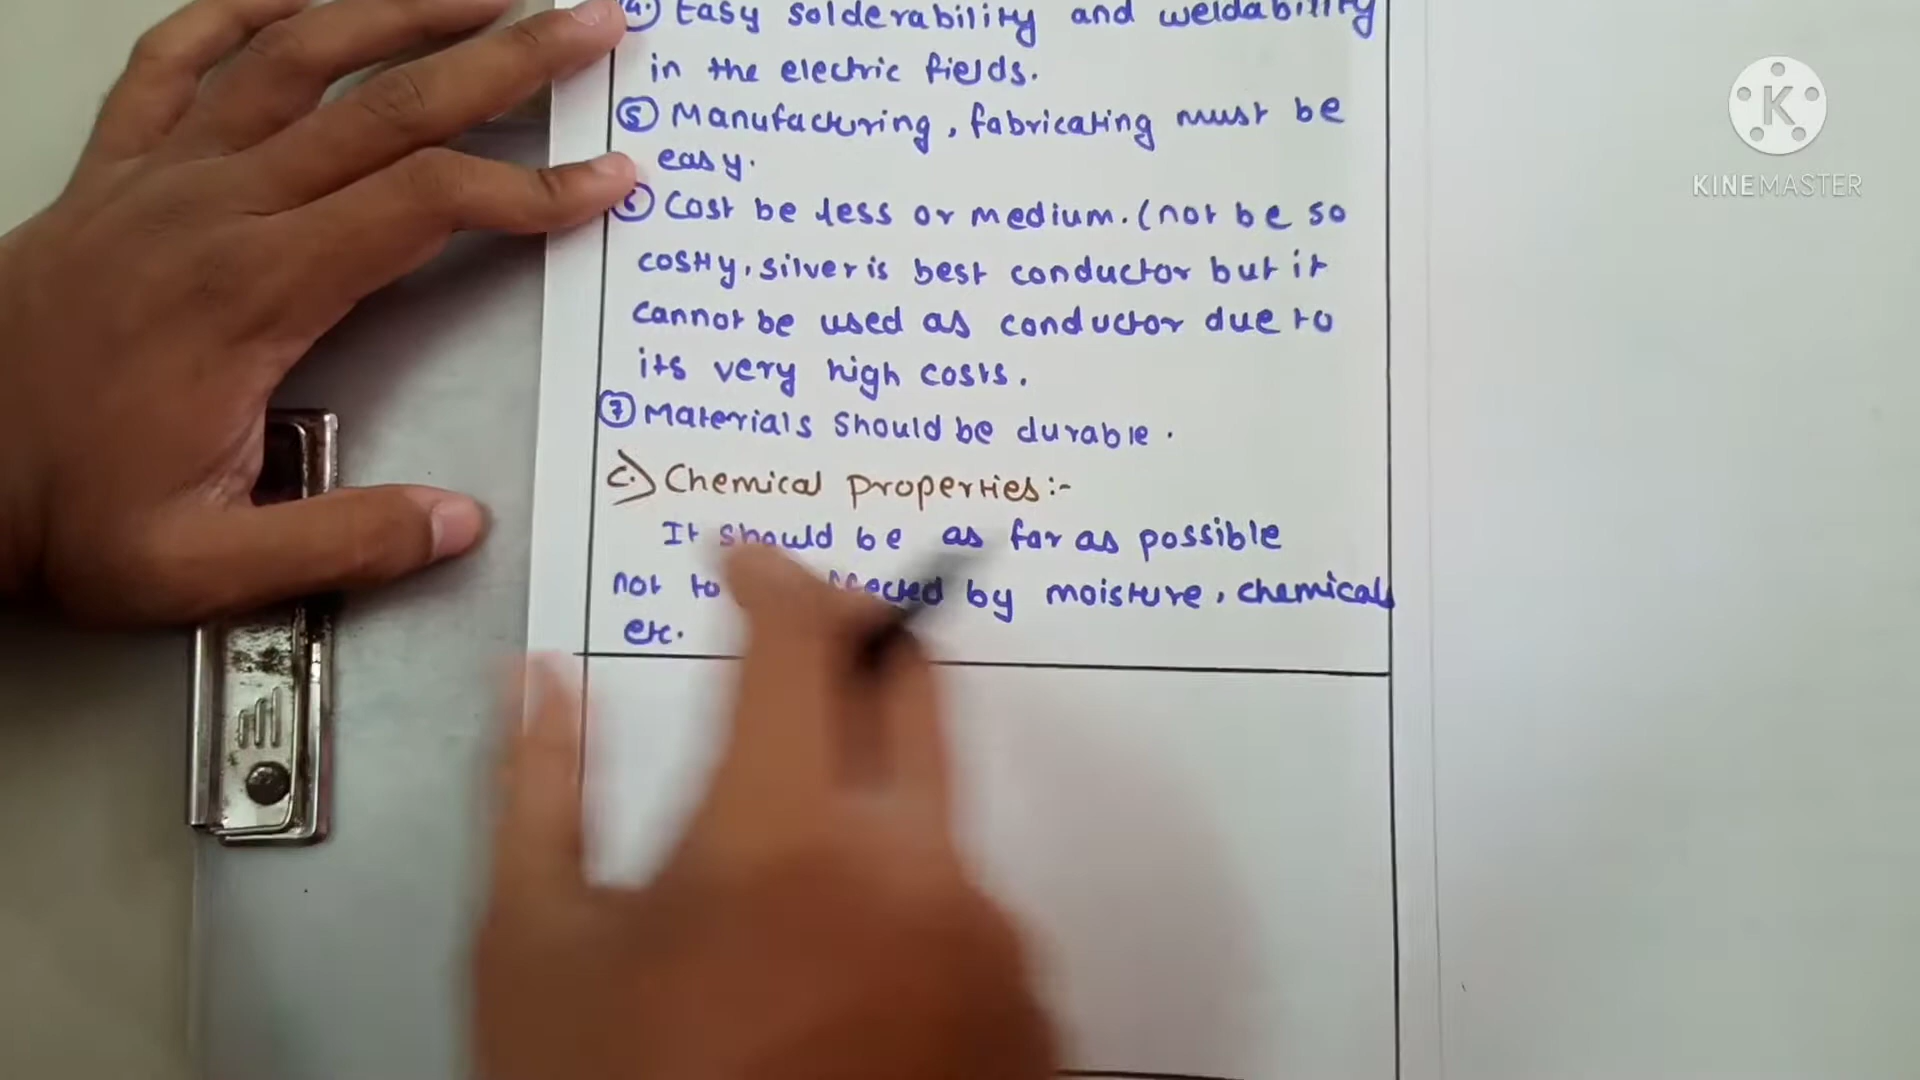 4.) Easy solderability and weldability
in the electric fields.
5 Manufacturing, fabricating must be
easy.
6 Cost be less or medium. (not be so
costly, silver is best conductor but it
cannot be used as conductor due to
its very high costs.
7 Materials should be durable.
C.) Chemical properties:-
It should be as far as possible
not to by moisture, chemicals
etc.
K
KINEMASTER